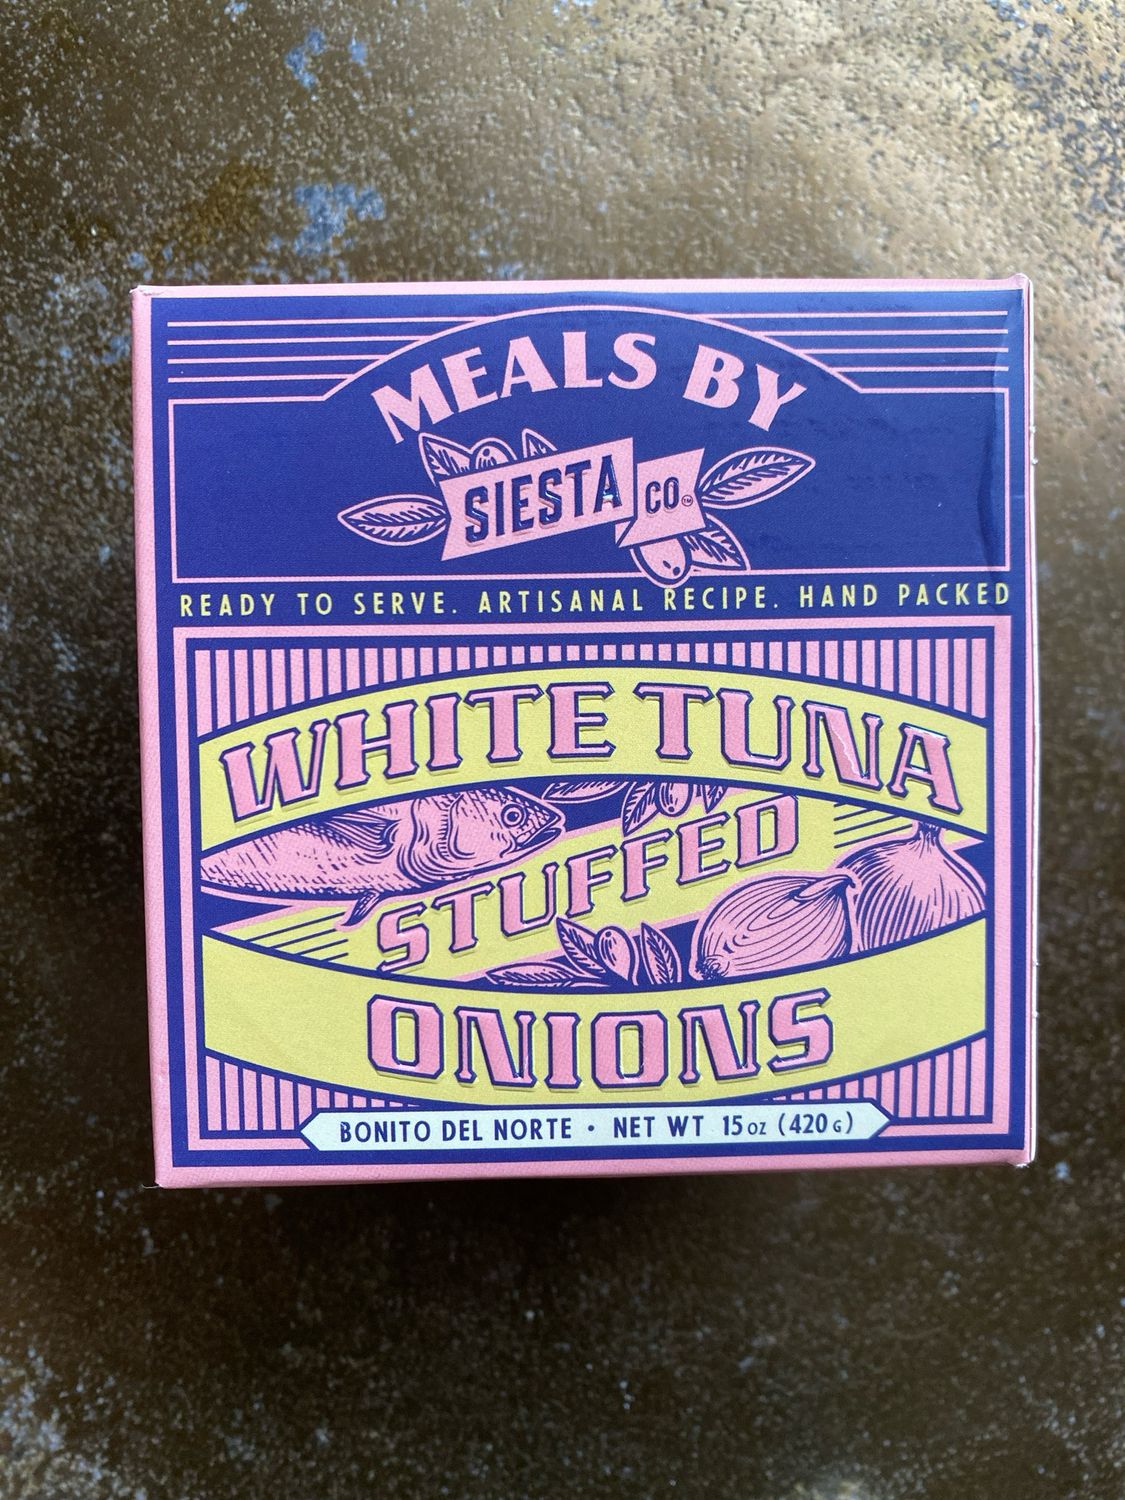 MEALS BY
SIESTA CO.™
READY TO SERVE. ARTISANAL RECIPE. HAND PACKED
WHITE TUNA
STUFFED
ONIONS
BONITO DEL NORTE • NET WT 15 oz (420 G)